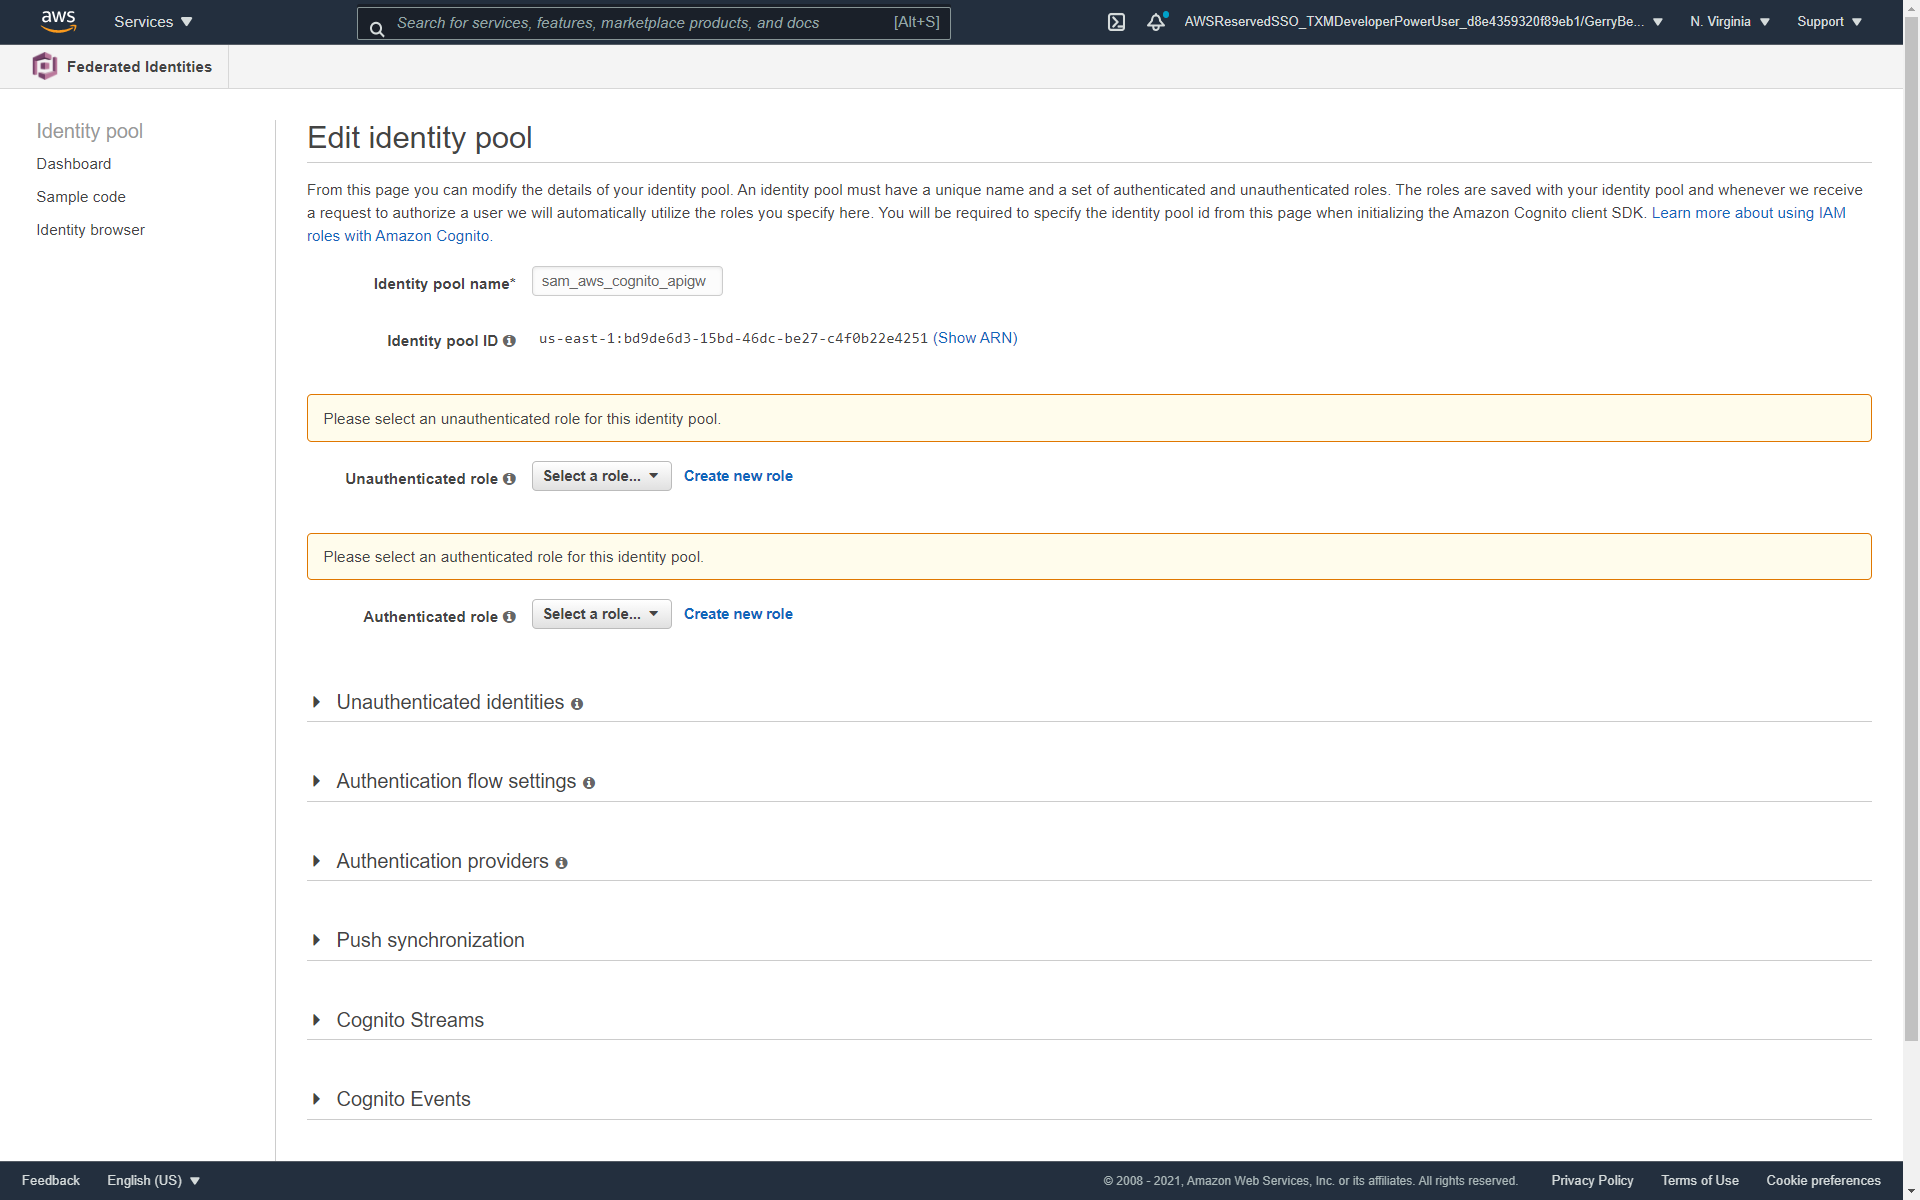 aws Services Search for services, features, marketplace products, and docs [Alt+S] AWSReservedSSO_TXMDeveloperPowerUser_d8e4359320f89eb1/GerryBe... N. Virginia Support
Federated Identities
Identity pool
Dashboard
Sample code
Identity browser
Edit identity pool
From this page you can modify the details of your identity pool. An identity pool must have a unique name and a set of authenticated and unauthenticated roles. The roles are saved with your identity pool and whenever we receive
a request to authorize a user we will automatically utilize the roles you specify here. You will be required to specify the identity pool id from this page when initializing the Amazon Cognito client SDK. Learn more about using IAM
roles with Amazon Cognito.
Identity pool name* sam_aws_cognito_apigw
Identity pool ID us-east-1:bd9de6d3-15bd-46dc-be27-c4f0b22e4251 (Show ARN)
Please select an unauthenticated role for this identity pool.
Unauthenticated role Select a role... Create new role
Please select an authenticated role for this identity pool.
Authenticated role Select a role... Create new role
Unauthenticated identities
Authentication flow settings
Authentication providers
Push synchronization
Cognito Streams
Cognito Events
Feedback English (US) © 2008 - 2021, Amazon Web Services, Inc. or its affiliates. All rights reserved. Privacy Policy Terms of Use Cookie preferences